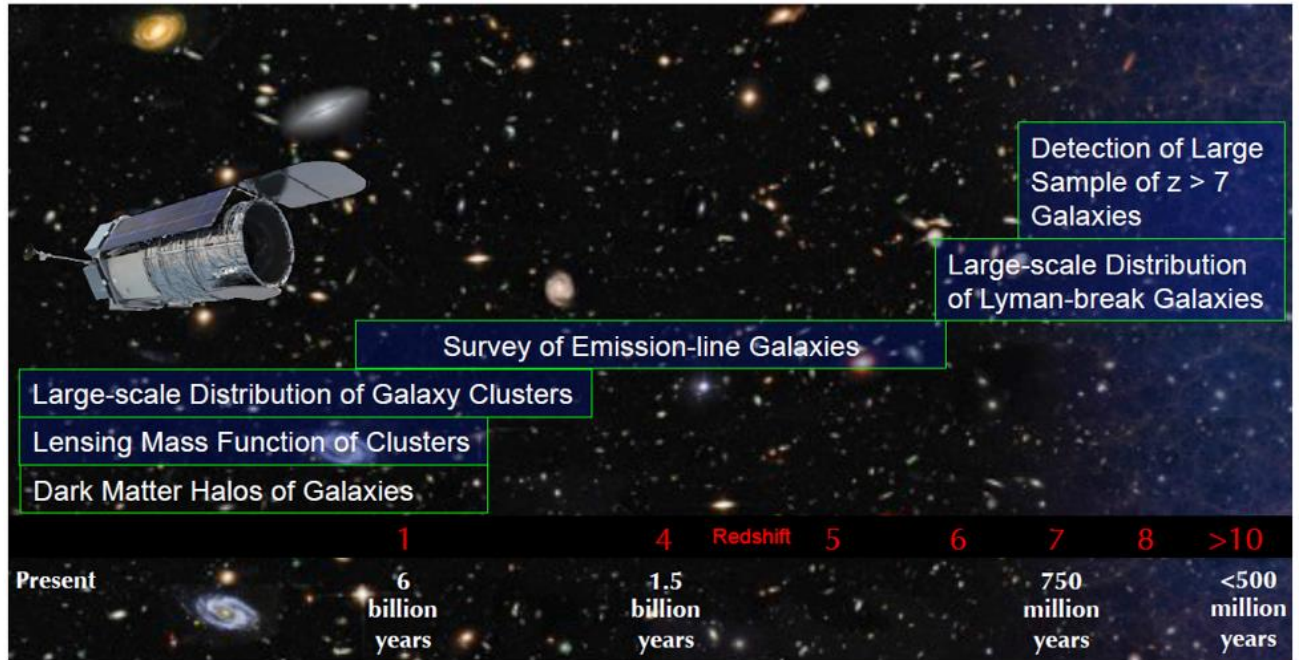 Detection of Large
Sample of z > 7
Galaxies
Large-scale Distribution
of Lyman-break Galaxies
Survey of Emission-line Galaxies
Large-scale Distribution of Galaxy Clusters
Lensing Mass Function of Clusters
Dark Matter Halos of Galaxies
1 4 Redshift 5 6 7 8 >10
Present 6 1.5 750 <500
billion billion million million
years years years years